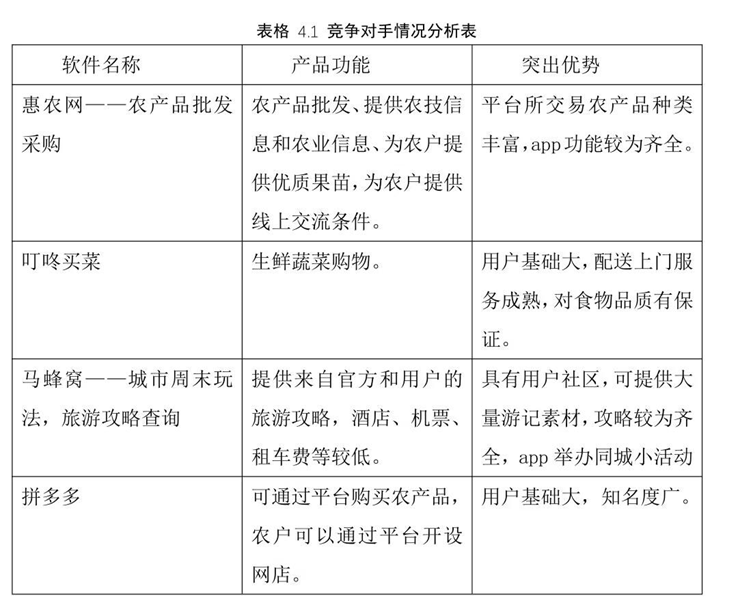 表格 4.1 竞争对手情况分析表
软件名称
产品功能
突出优势
惠农网——农产品批发
采购
农产品批发、提供农技信
息和农业信息、为农户提
供优质果苗，为农户提供
线上交流条件。
平台所交易农产品种类
丰富，app 功能较为齐全。
叮咚买菜
生鲜蔬菜购物。
用户基础大，配送上门服
务成熟，对食物品质有保
证。
马蜂窝——城市周末玩
法，旅游攻略查询
提供来自官方和用户的
旅游攻略，酒店、机票、
租车费等较低。
具有用户社区，可提供大
量游记素材，攻略较为齐
全，app 举办同城小活动
拼多多
可通过平台购买农产品，
农户可以通过平台开设
网店。
用户基础大，知名度广。